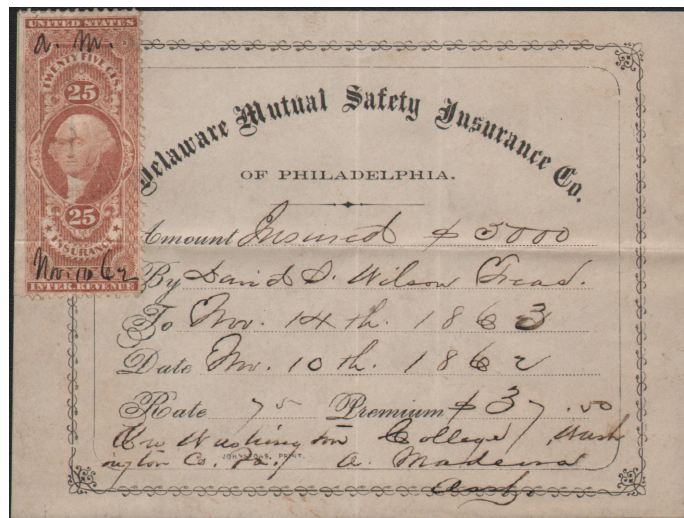 UNITED STATES
A. M.
TWENTY FIVE CTS.
25
25
INSURANCE
Nov. 10 62
INTER. REVENUE
Delaware Mutual Safety Insurance Co.
OF PHILADELPHIA.
Amount Insured $5000
By David S. Wilson Treas.
To Nov. 14th. 1863
Date Nov. 10th. 1862
Rate 75 Premium $37.50
On Washington College, Wash
ington Co. Pa. A. Madeira
JOHNSONS, PRINT.